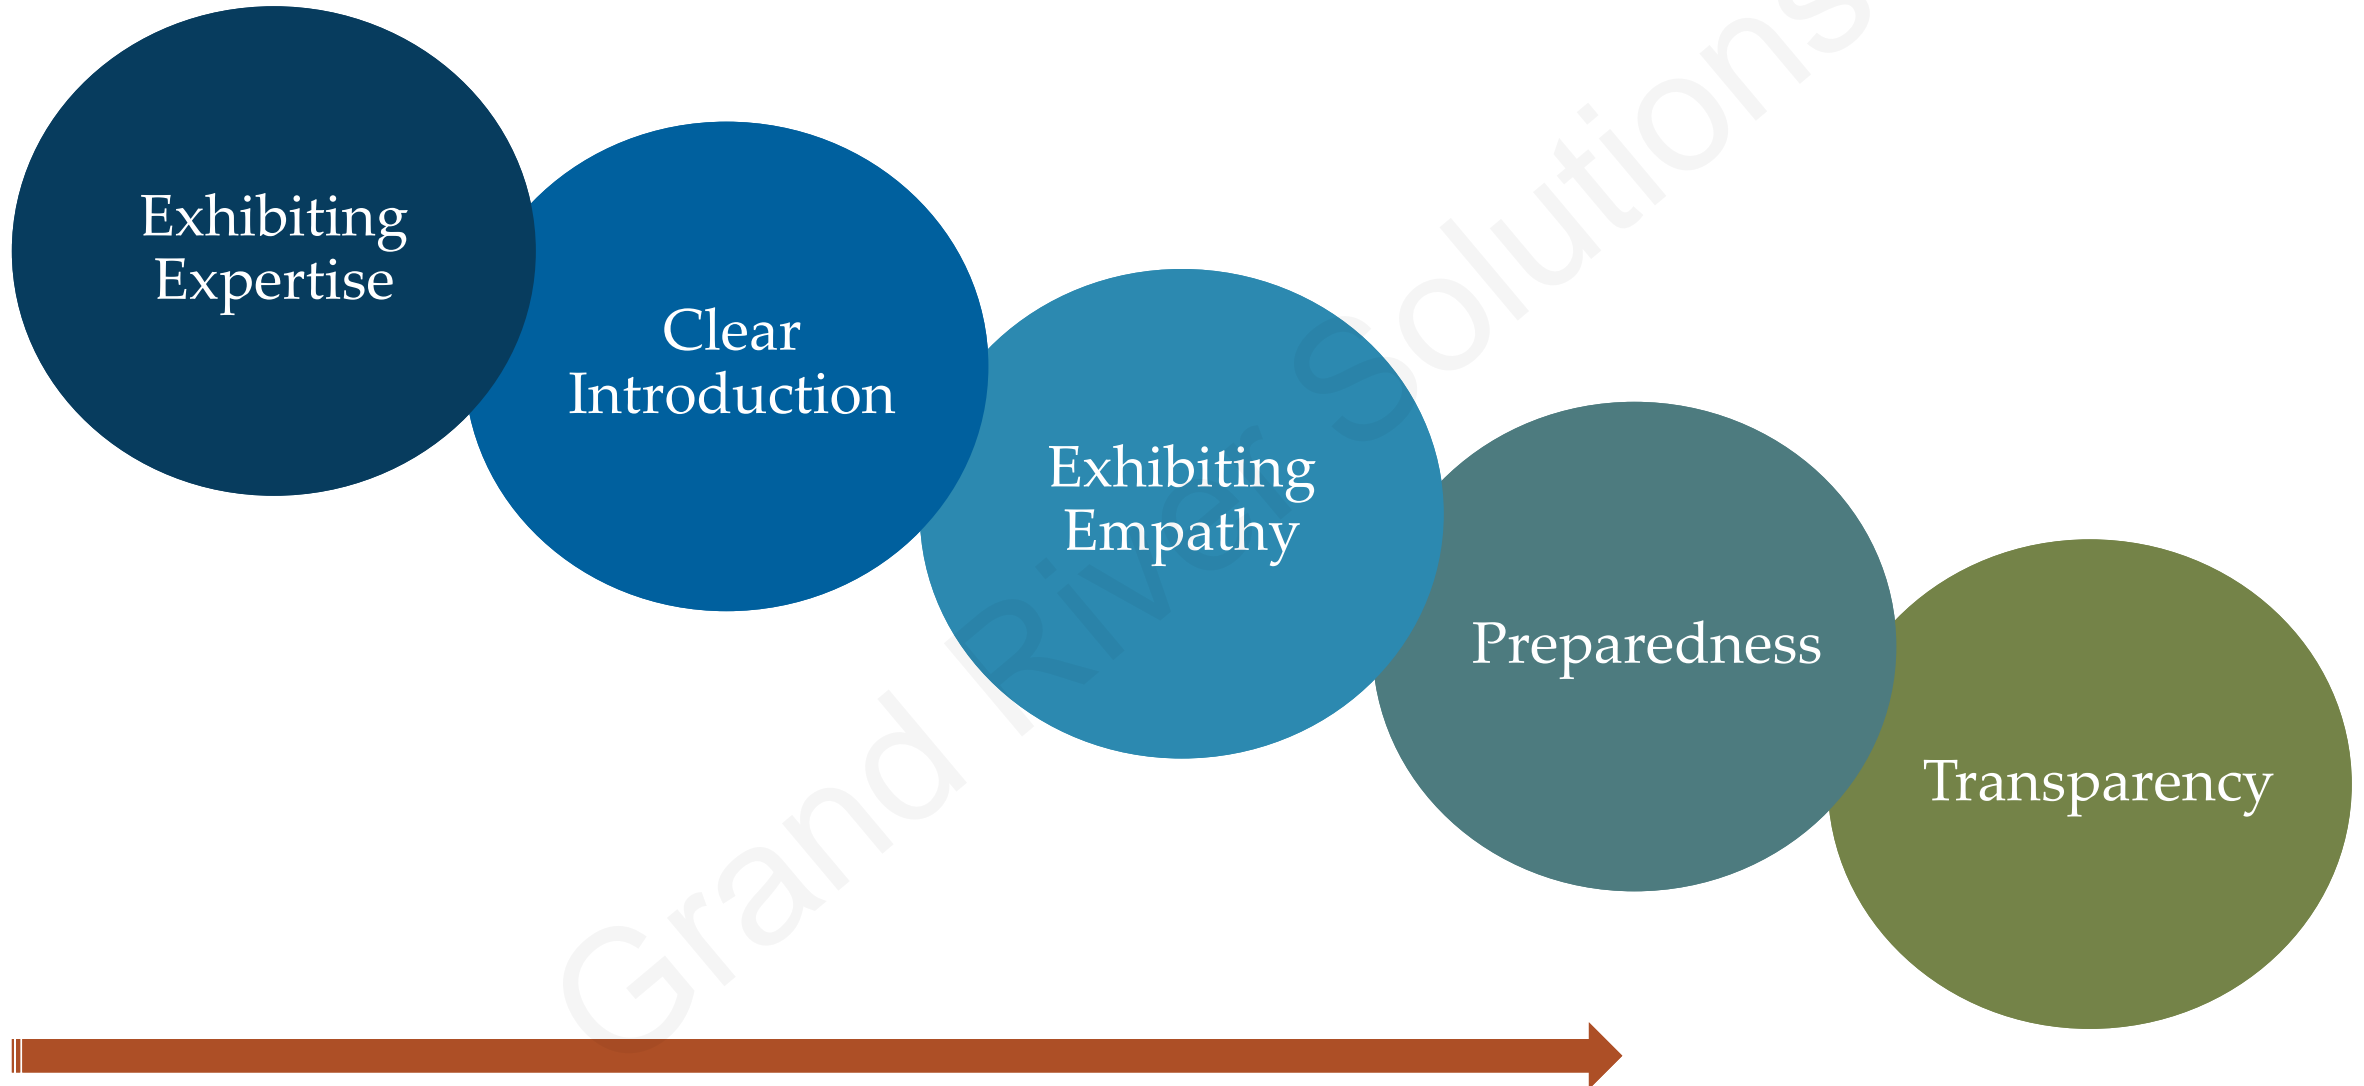 Exhibiting
Expertise
Clear
Introduction
Exhibiting
Empathy
Preparedness
Transparency
Grand River Solutions